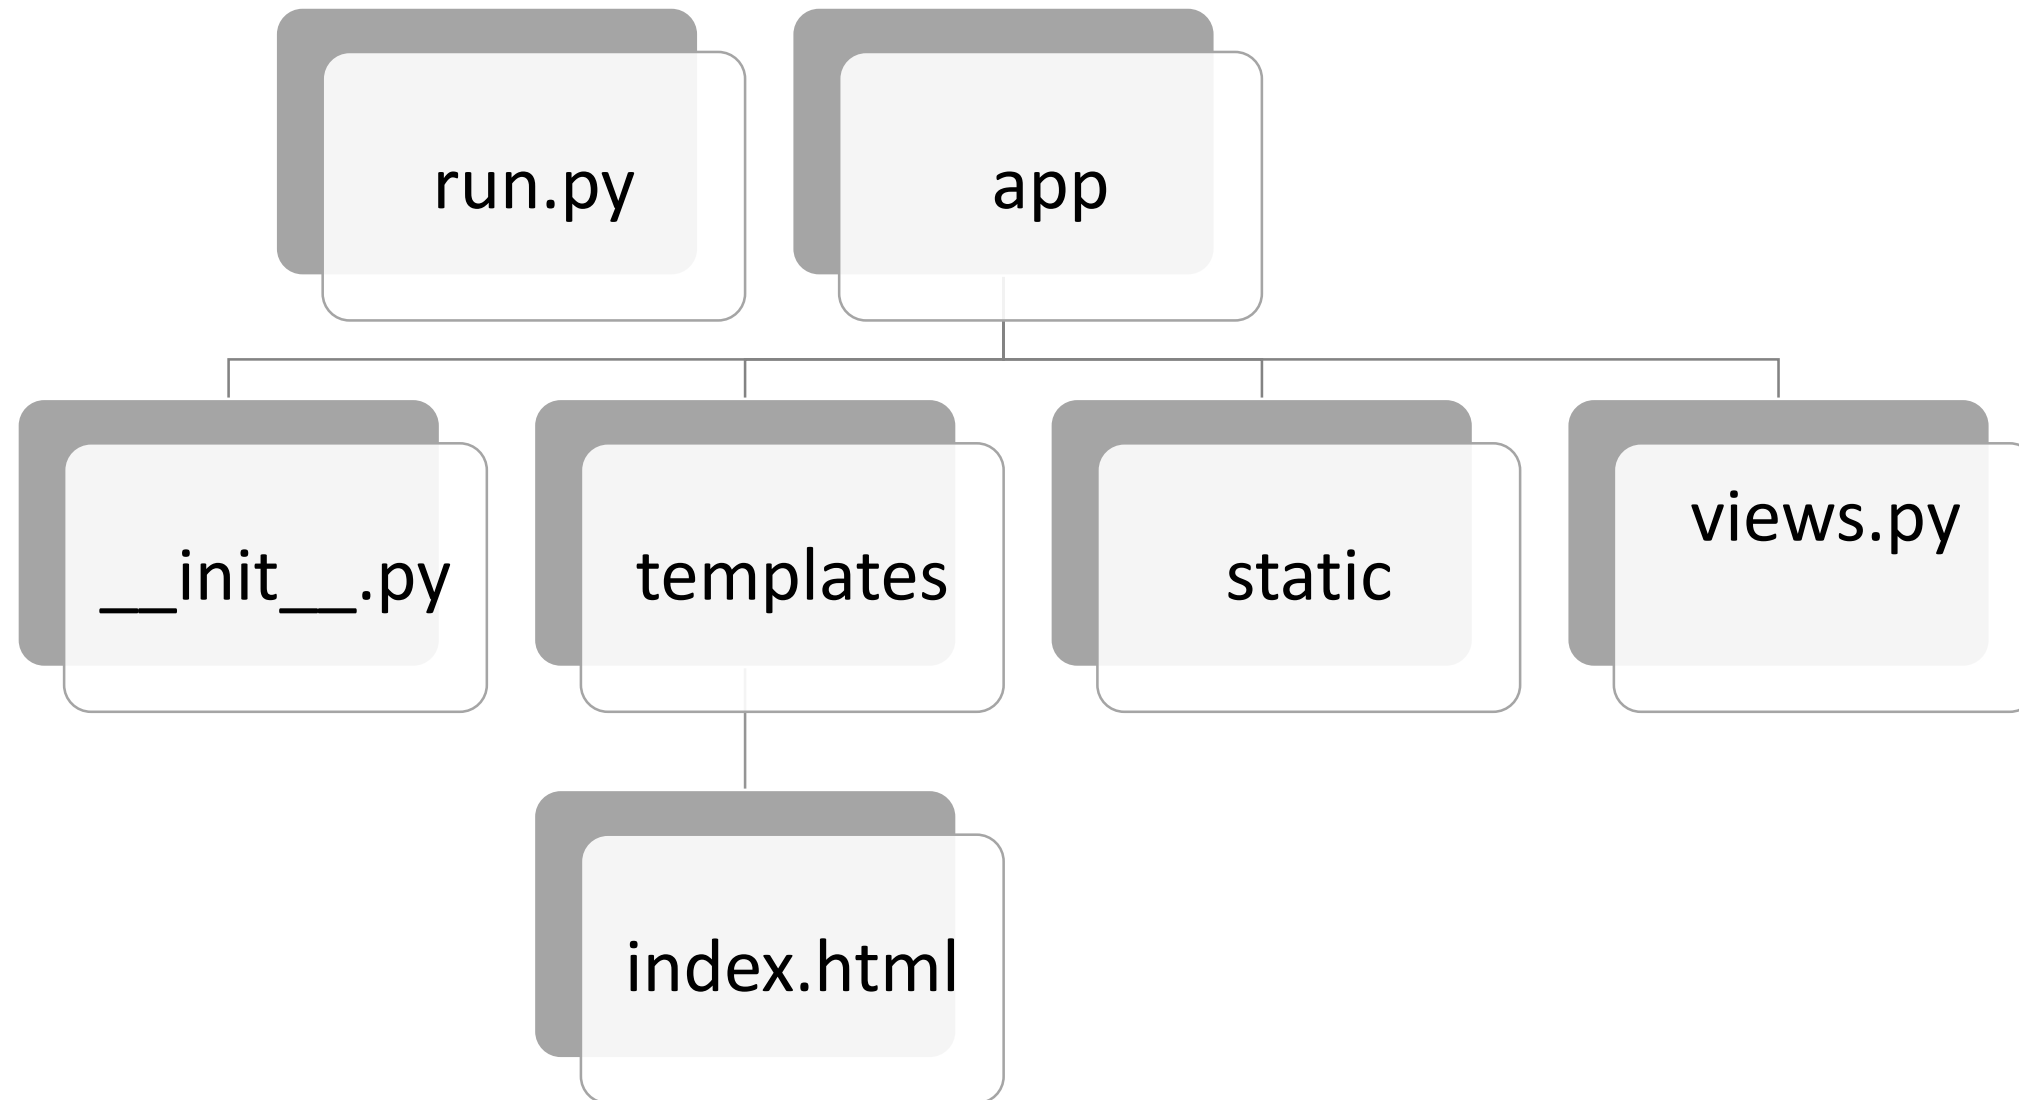 run.py
app
__init__.py
templates
static
views.py
index.html